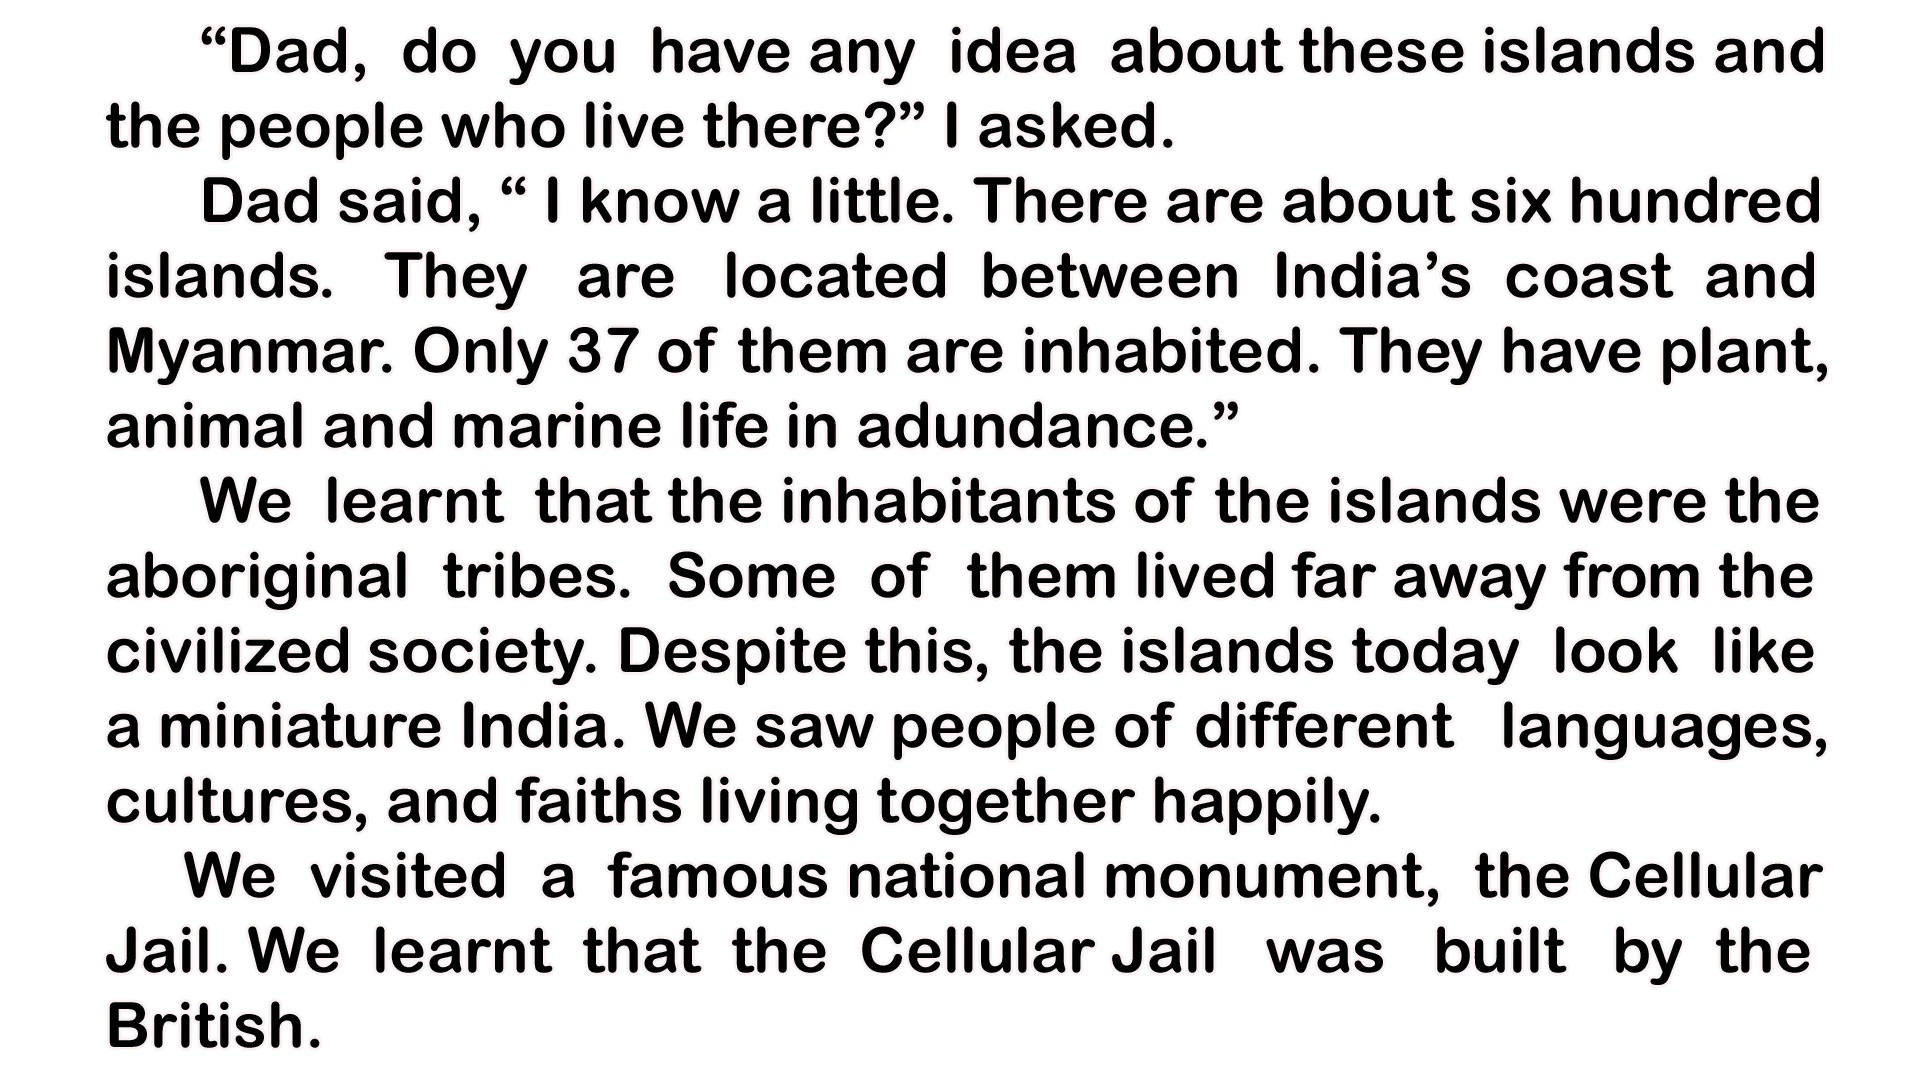 “Dad, do you have any idea about these islands and
the people who live there?” I asked.
Dad said, “ I know a little. There are about six hundred
islands. They are located between India’s coast and
Myanmar. Only 37 of them are inhabited. They have plant,
animal and marine life in adundance.”
We learnt that the inhabitants of the islands were the
aboriginal tribes. Some of them lived far away from the
civilized society. Despite this, the islands today look like
a miniature India. We saw people of different languages,
cultures, and faiths living together happily.
We visited a famous national monument, the Cellular
Jail. We learnt that the Cellular Jail was built by the
British.